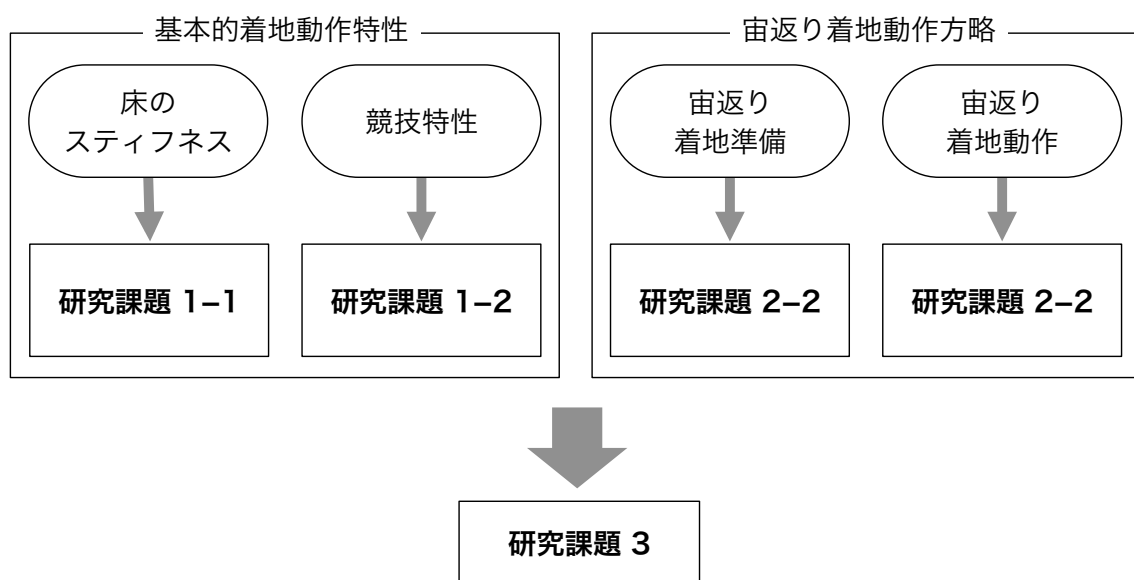 基本的着地動作特性
床の
スティフネス
競技特性
研究課題 1–1
研究課題 1–2
宙返り着地動作方略
宙返り
着地準備
宙返り
着地動作
研究課題 2–2
研究課題 2–2
研究課題 3